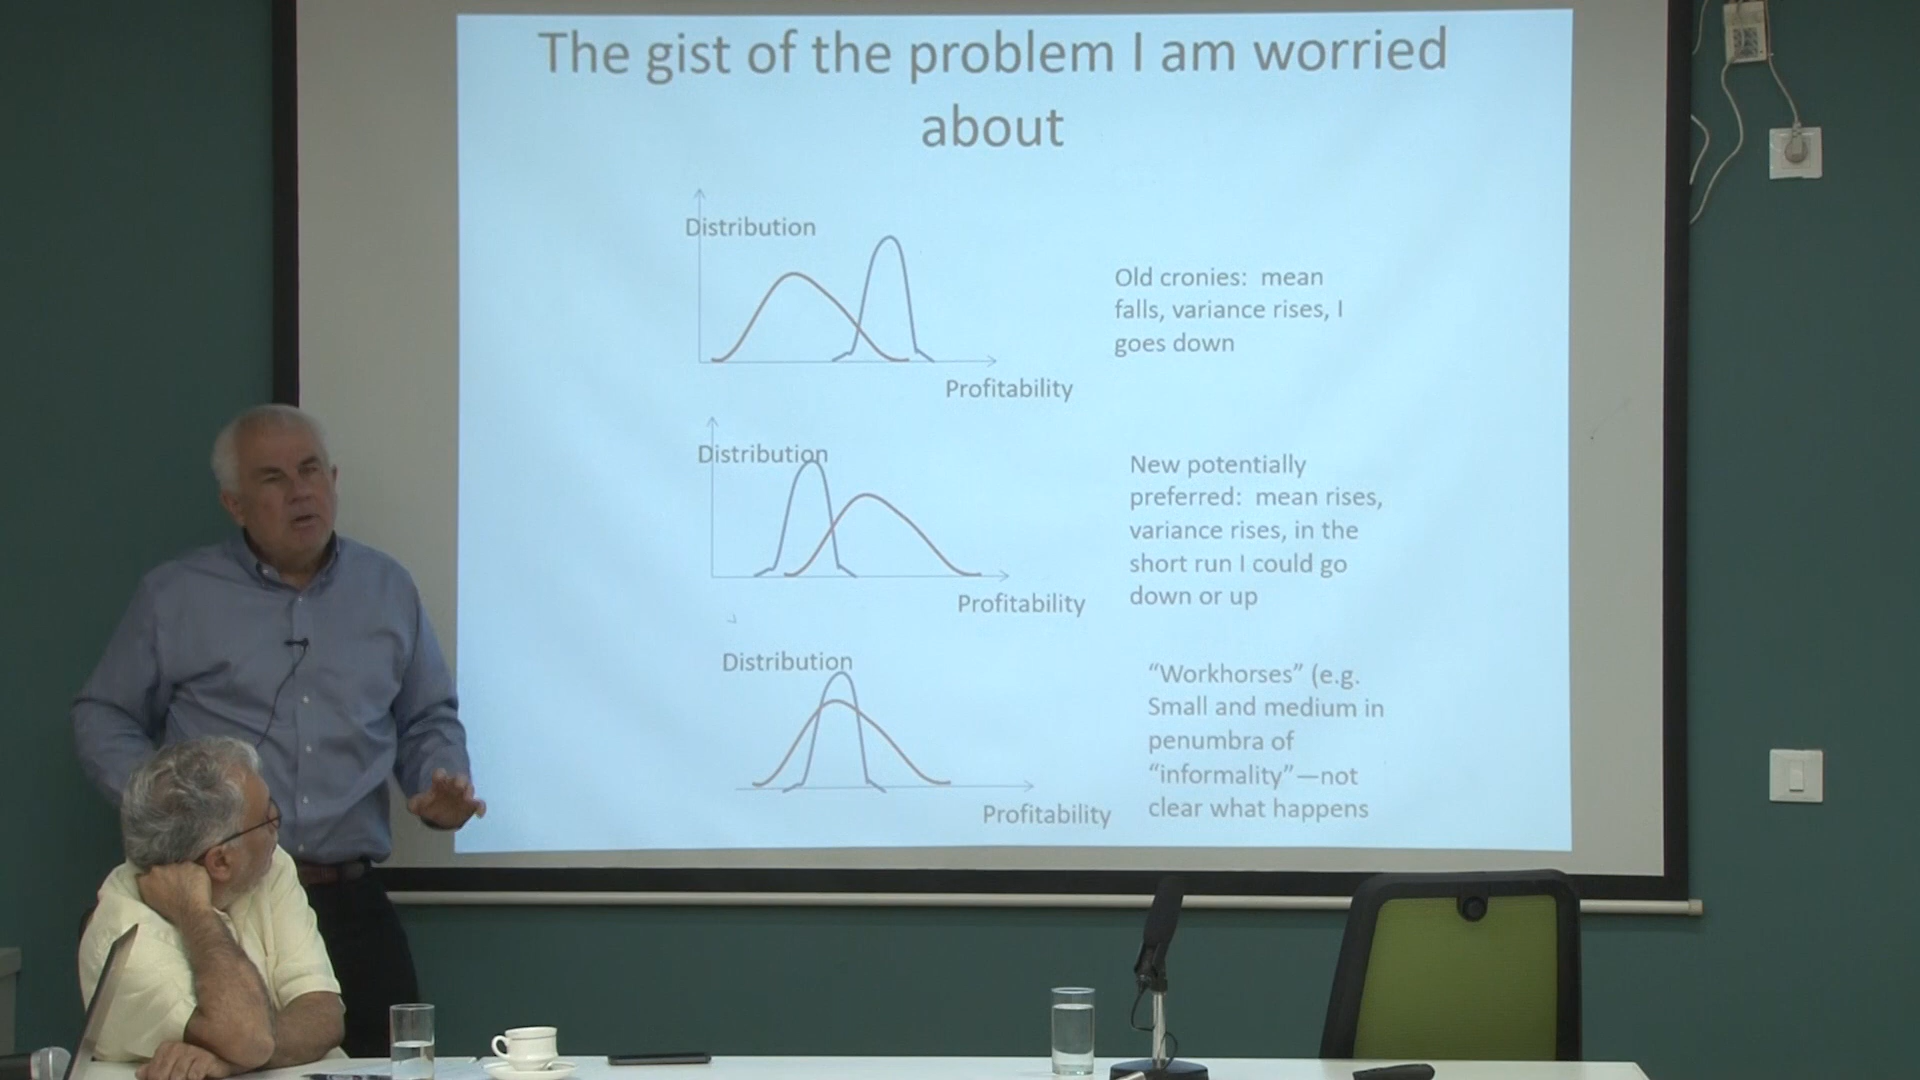 The gist of the problem I am worried
about
Distribution
Profitability
Old cronies: mean
falls, variance rises, I
goes down
Distribution
Profitability
New potentially
preferred: mean rises,
variance rises, in the
short run I could go
down or up
Distribution
Profitability
“Workhorses” (e.g.
Small and medium in
penumbra of
“informality”—not
clear what happens